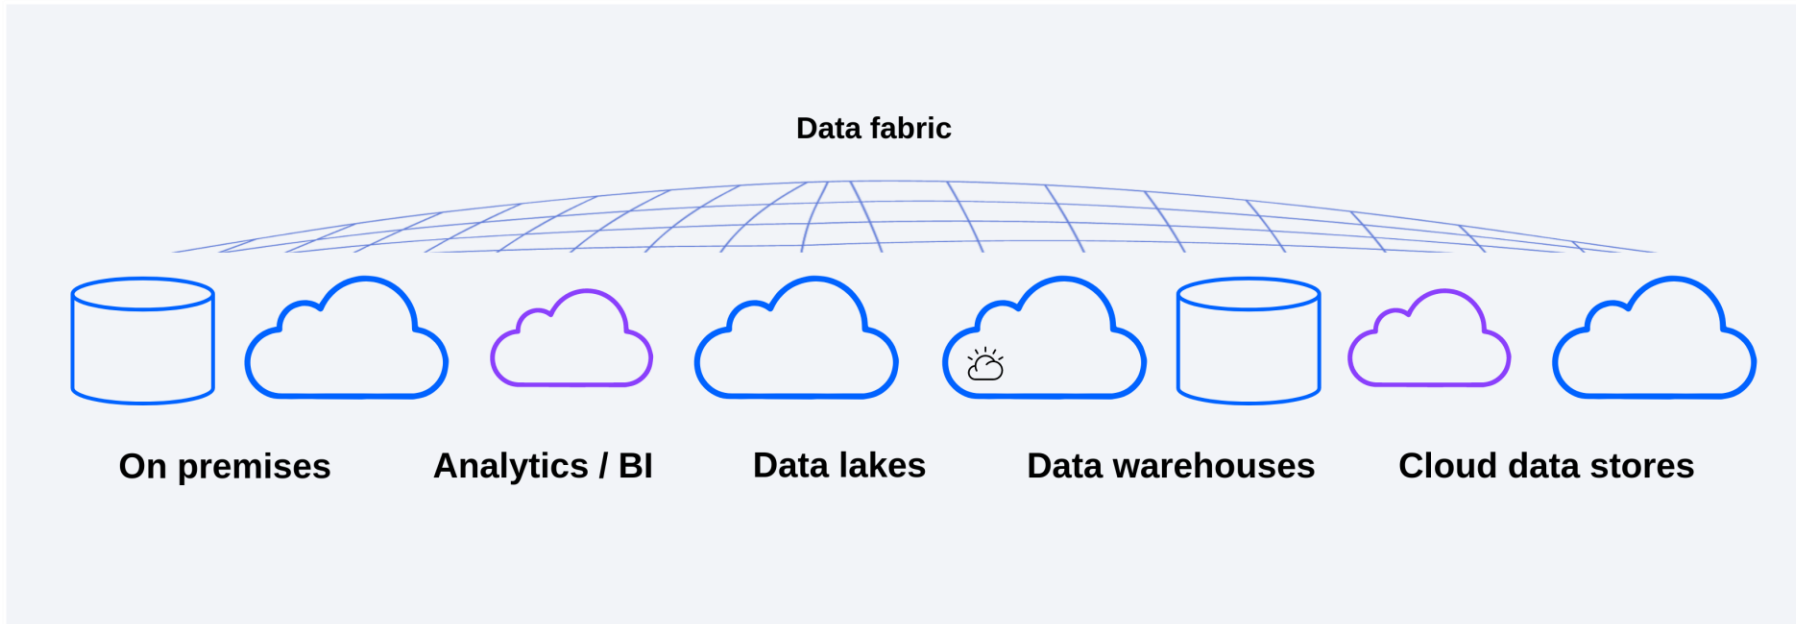 Data fabric
On premises
Analytics / BI
Data lakes
Data warehouses
Cloud data stores